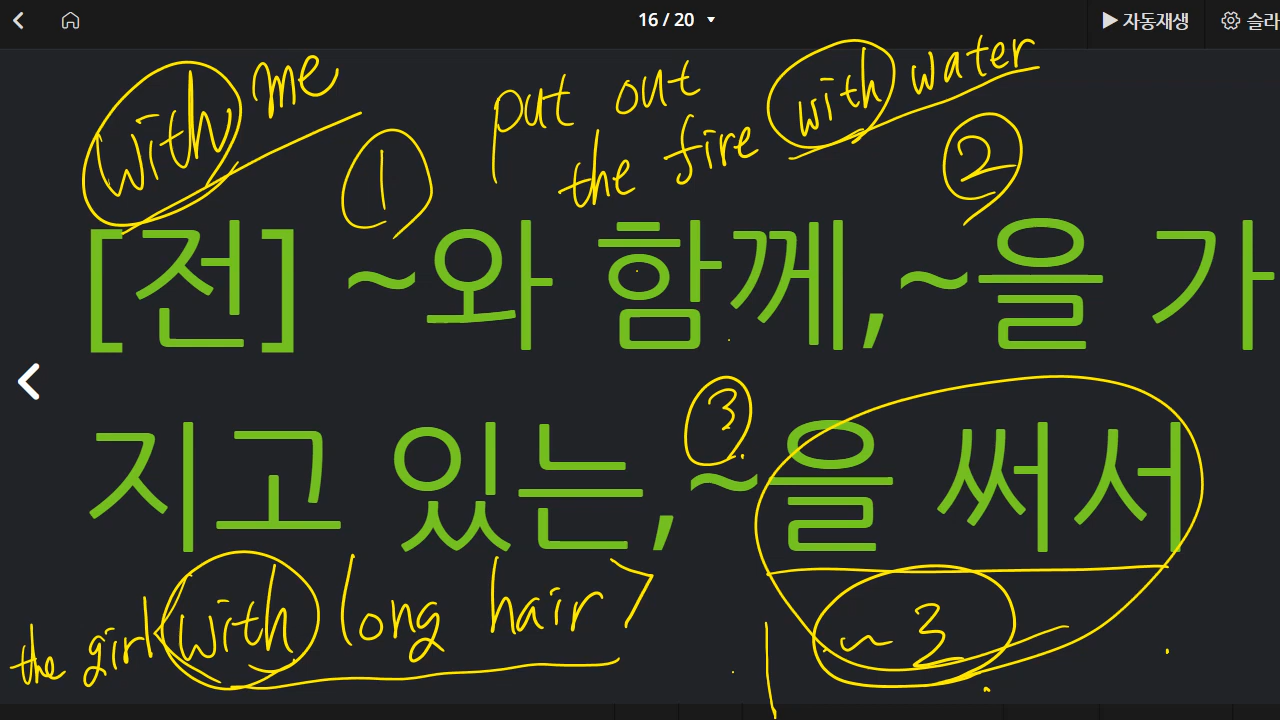 16 / 20
자동재생
슬라
with me
put out
the fire with water
1
2
[전] ~와 함께, ~을 가
지고 있는, ~을 써서
3
the girl with long hair
~ 3